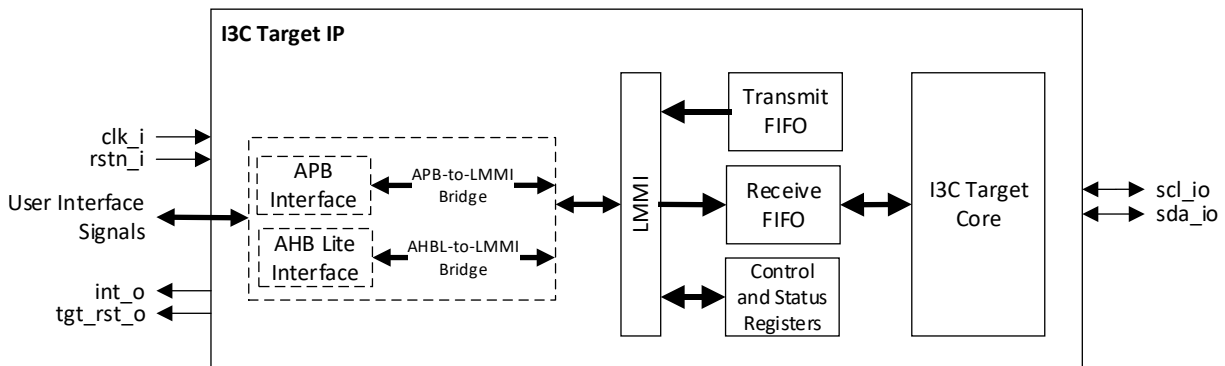 I3C Target IP
clk_i
rstn_i
User Interface
Signals
int_o
tgt_rst_o
APB
Interface
APB-to-LMMI
Bridge
AHB Lite
Interface
AHBL-to-LMMI
Bridge
LMMI
Transmit
FIFO
Receive
FIFO
Control
and Status
Registers
I3C Target
Core
scl_io
sda_io